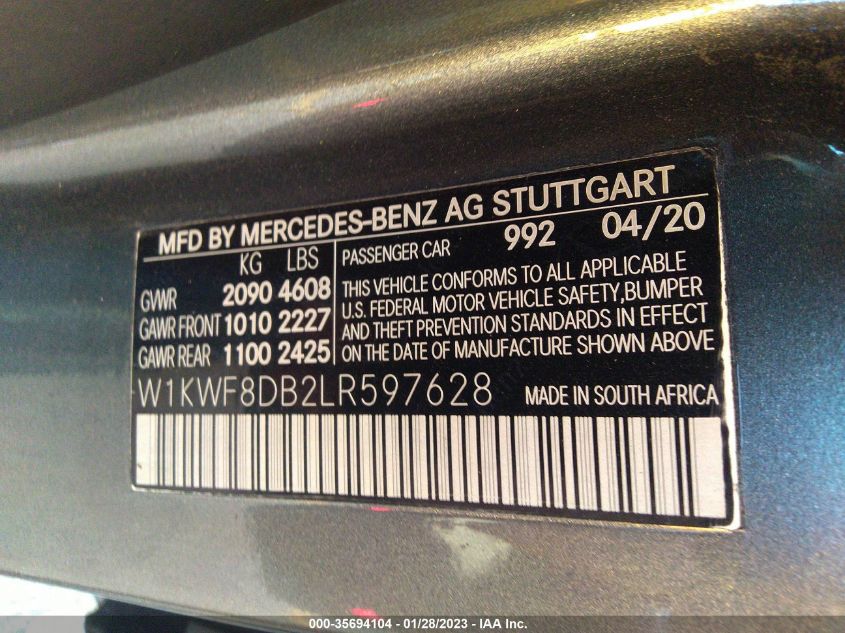 MFD BY MERCEDES-BENZ AG STUTTGART
KG LBS
GVWR 2090 4608
GAWR FRONT 1010 2227
GAWR REAR 1100 2425
PASSENGER CAR 992 04/20
THIS VEHICLE CONFORMS TO ALL APPLICABLE
U.S. FEDERAL MOTOR VEHICLE SAFETY,BUMPER
AND THEFT PREVENTION STANDARDS IN EFFECT
ON THE DATE OF MANUFACTURE SHOWN ABOVE
W1KWF8DB2LR597628 MADE IN SOUTH AFRICA
000-35694104 - 01/28/2023 - IAA Inc.